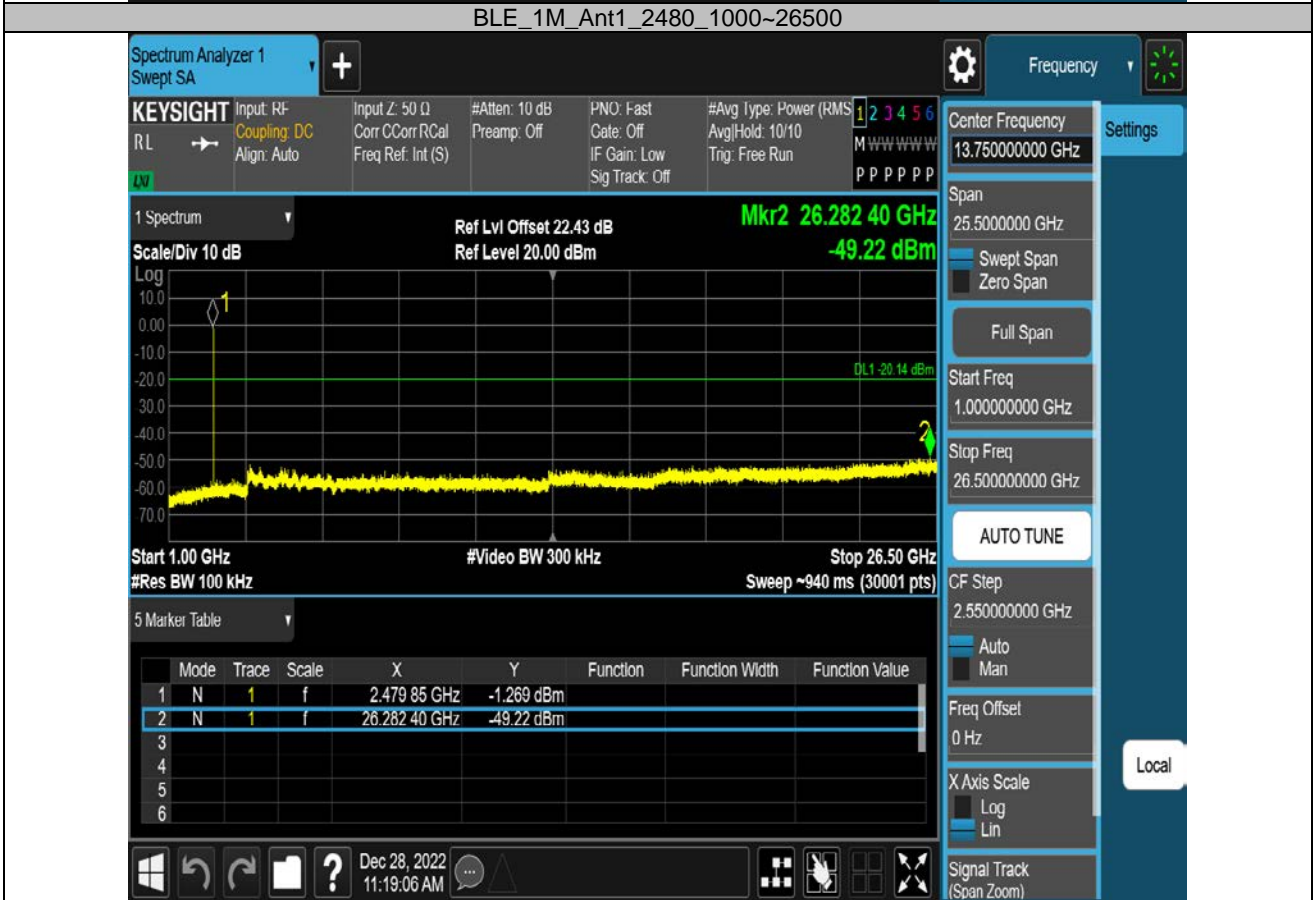 BLE_1M_Ant1_2480_1000~26500
Spectrum Analyzer 1
Swept SA
+
Frequency
KEYSIGHT
RL
LXI
Input: RF
Coupling: DC
Align: Auto
Input Z: 50 Ω
Corr CCorr RCal
Freq Ref: Int (S)
#Atten: 10 dB
Preamp: Off
PNO: Fast
Gate: Off
IF Gain: Low
Sig Track: Off
#Avg Type: Power (RMS
Avg|Hold: 10/10
Trig: Free Run
1 2 3 4 5 6
M W W W W W
P P P P P P
1 Spectrum
Scale/Div 10 dB
Ref Lvl Offset 22.43 dB
Ref Level 20.00 dBm
Mkr2 26.282 40 GHz
-49.22 dBm
Log
10.0
0.00
-10.0
-20.0
30.0
-40.0
-50.0
-60.0
-70.0
1
DL1 -20.14 dBm
2
Start 1.00 GHz
#Res BW 100 kHz
#Video BW 300 kHz
Stop 26.50 GHz
Sweep ~940 ms (30001 pts)
5 Marker Table
Mode Trace Scale X Y Function Function Width Function Value
1 N 1 f 2.479 85 GHz -1.269 dBm
2 N 1 f 26.282 40 GHz -49.22 dBm
3
4
5
6
?
Dec 28, 2022
11:19:06 AM
Center Frequency
13.750000000 GHz
Settings
Span
25.5000000 GHz
Swept Span
Zero Span
Full Span
Start Freq
1.000000000 GHz
Stop Freq
26.500000000 GHz
AUTO TUNE
CF Step
2.550000000 GHz
Auto
Man
Freq Offset
0 Hz
Local
X Axis Scale
Log
Lin
Signal Track
(Span Zoom)